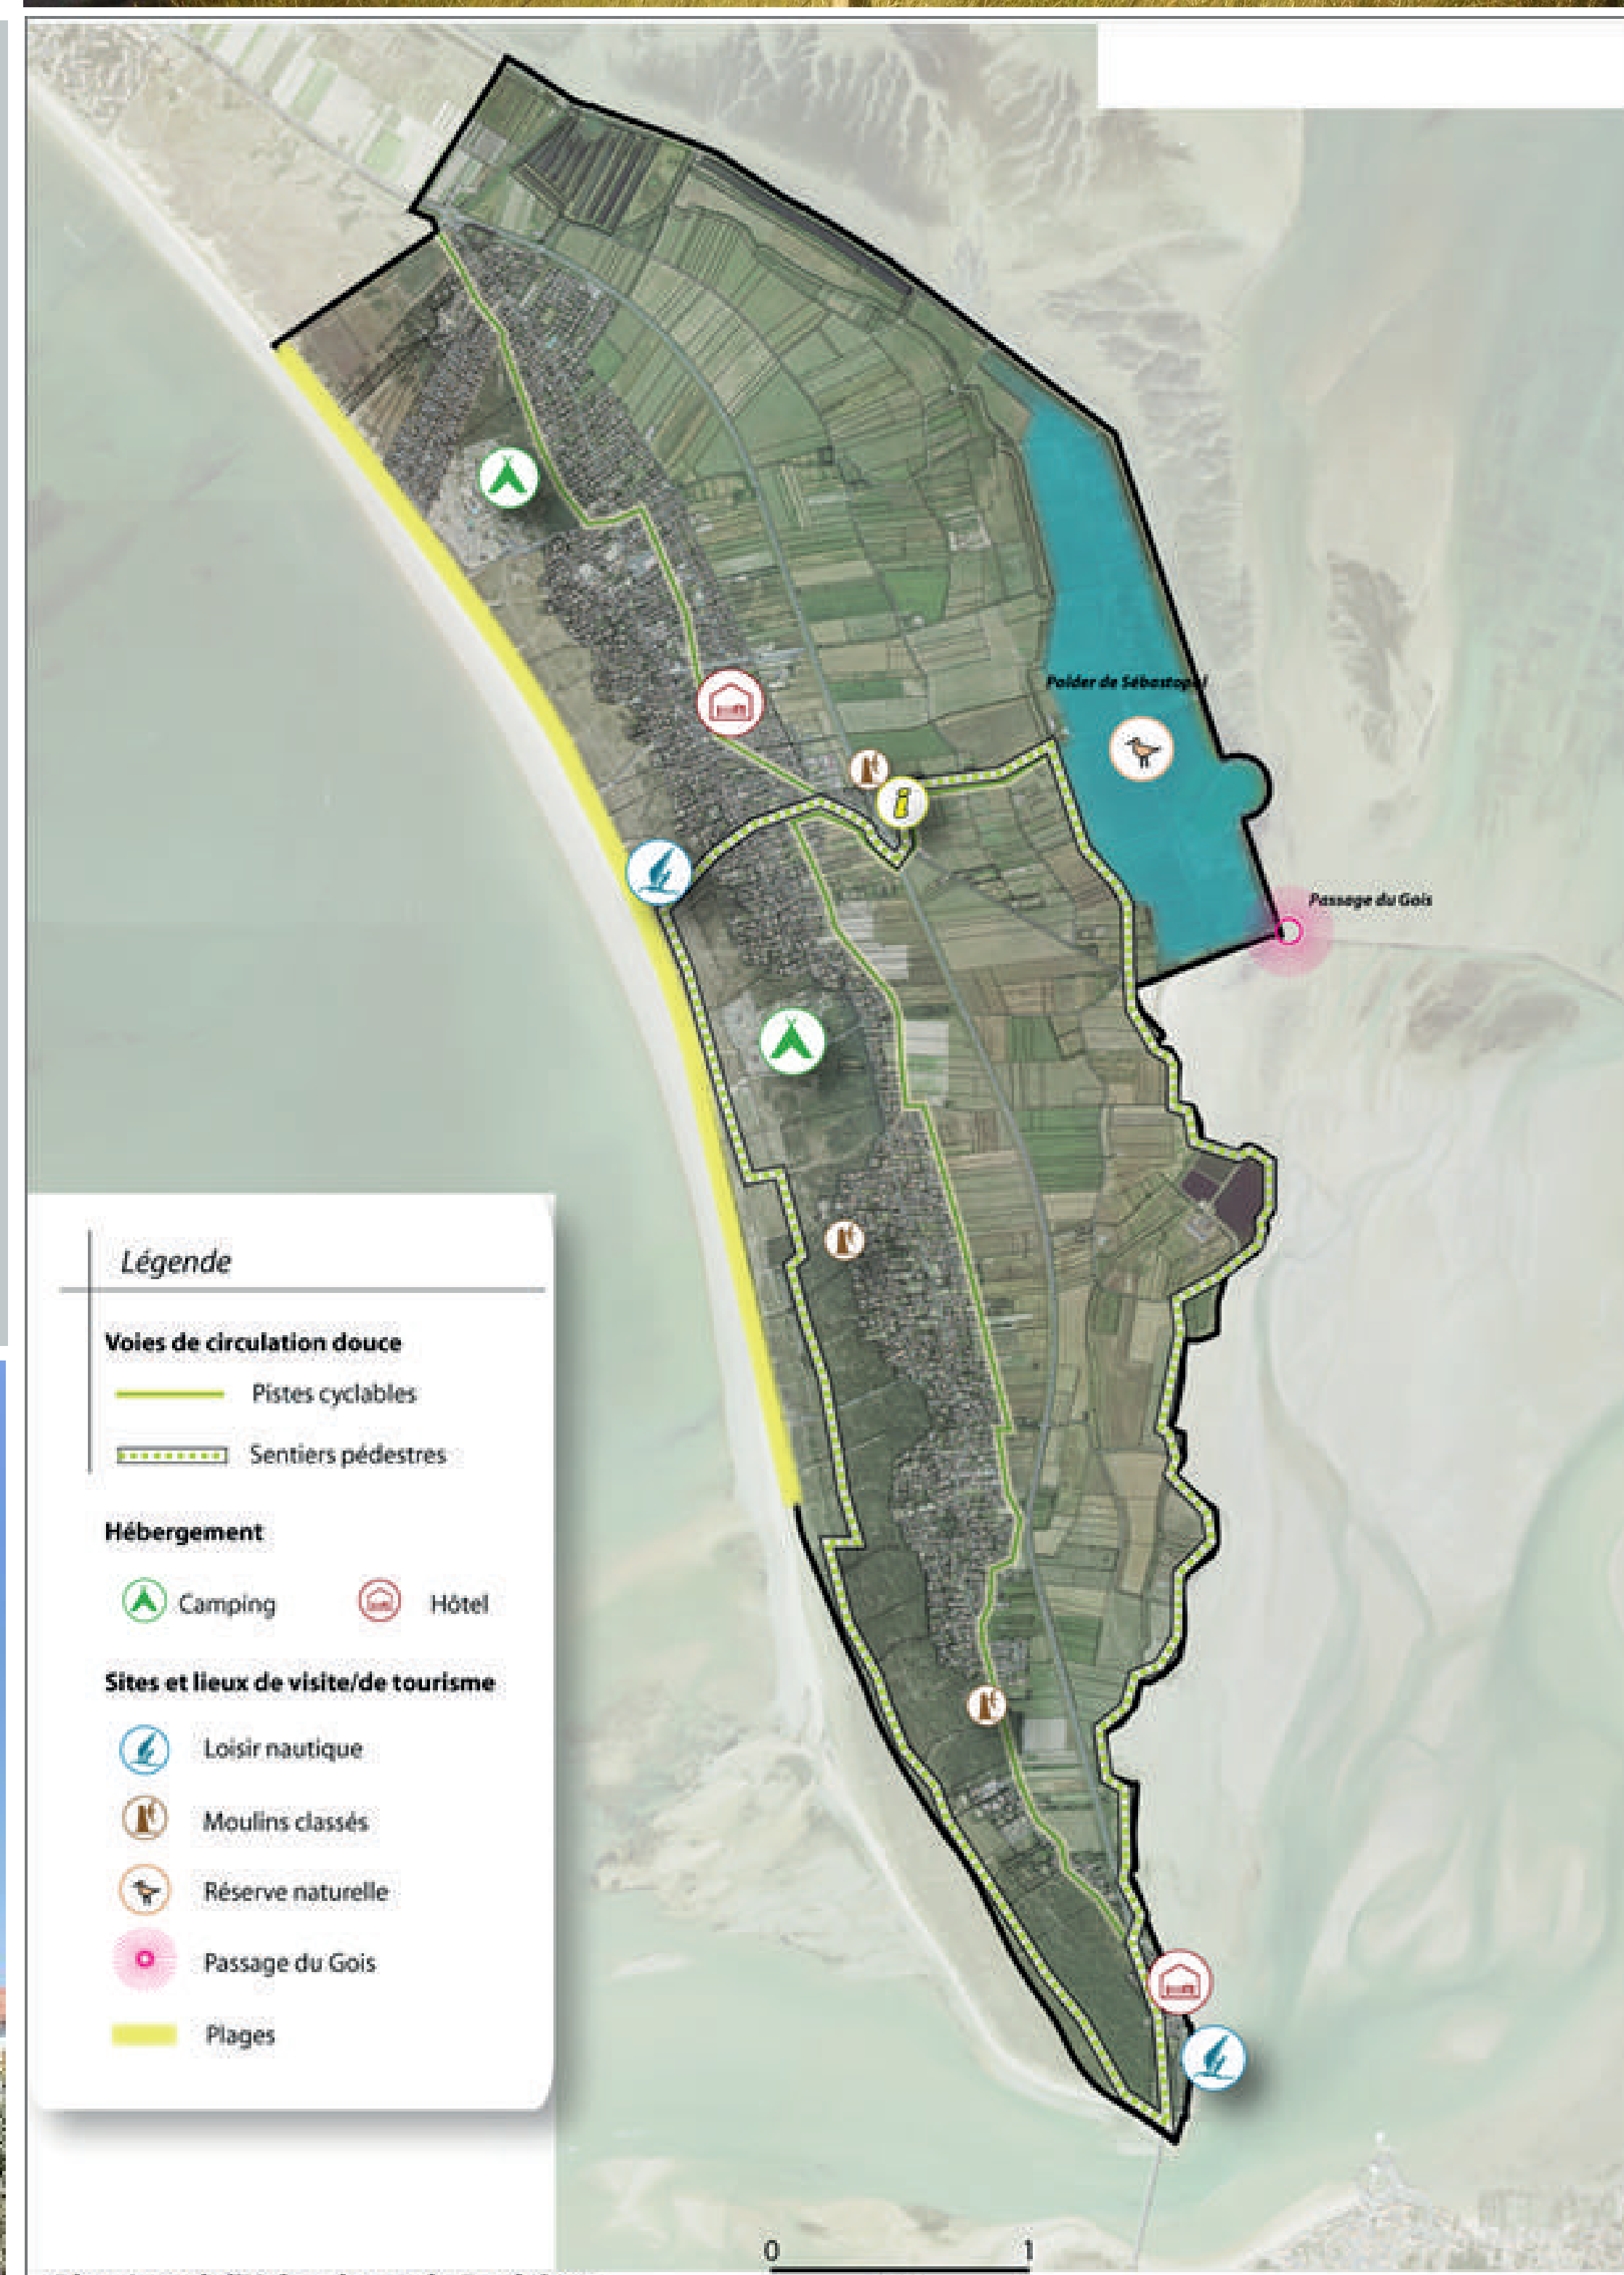 Polder de Sébastopol
i
Passage du Gois
Légende
Voies de circulation douce
Pistes cyclables
Sentiers pédestres
Hébergement
Camping Hôtel
Sites et lieux de visite/de tourisme
Loisir nautique
Moulins classés
Réserve naturelle
Passage du Gois
Plages
0 1